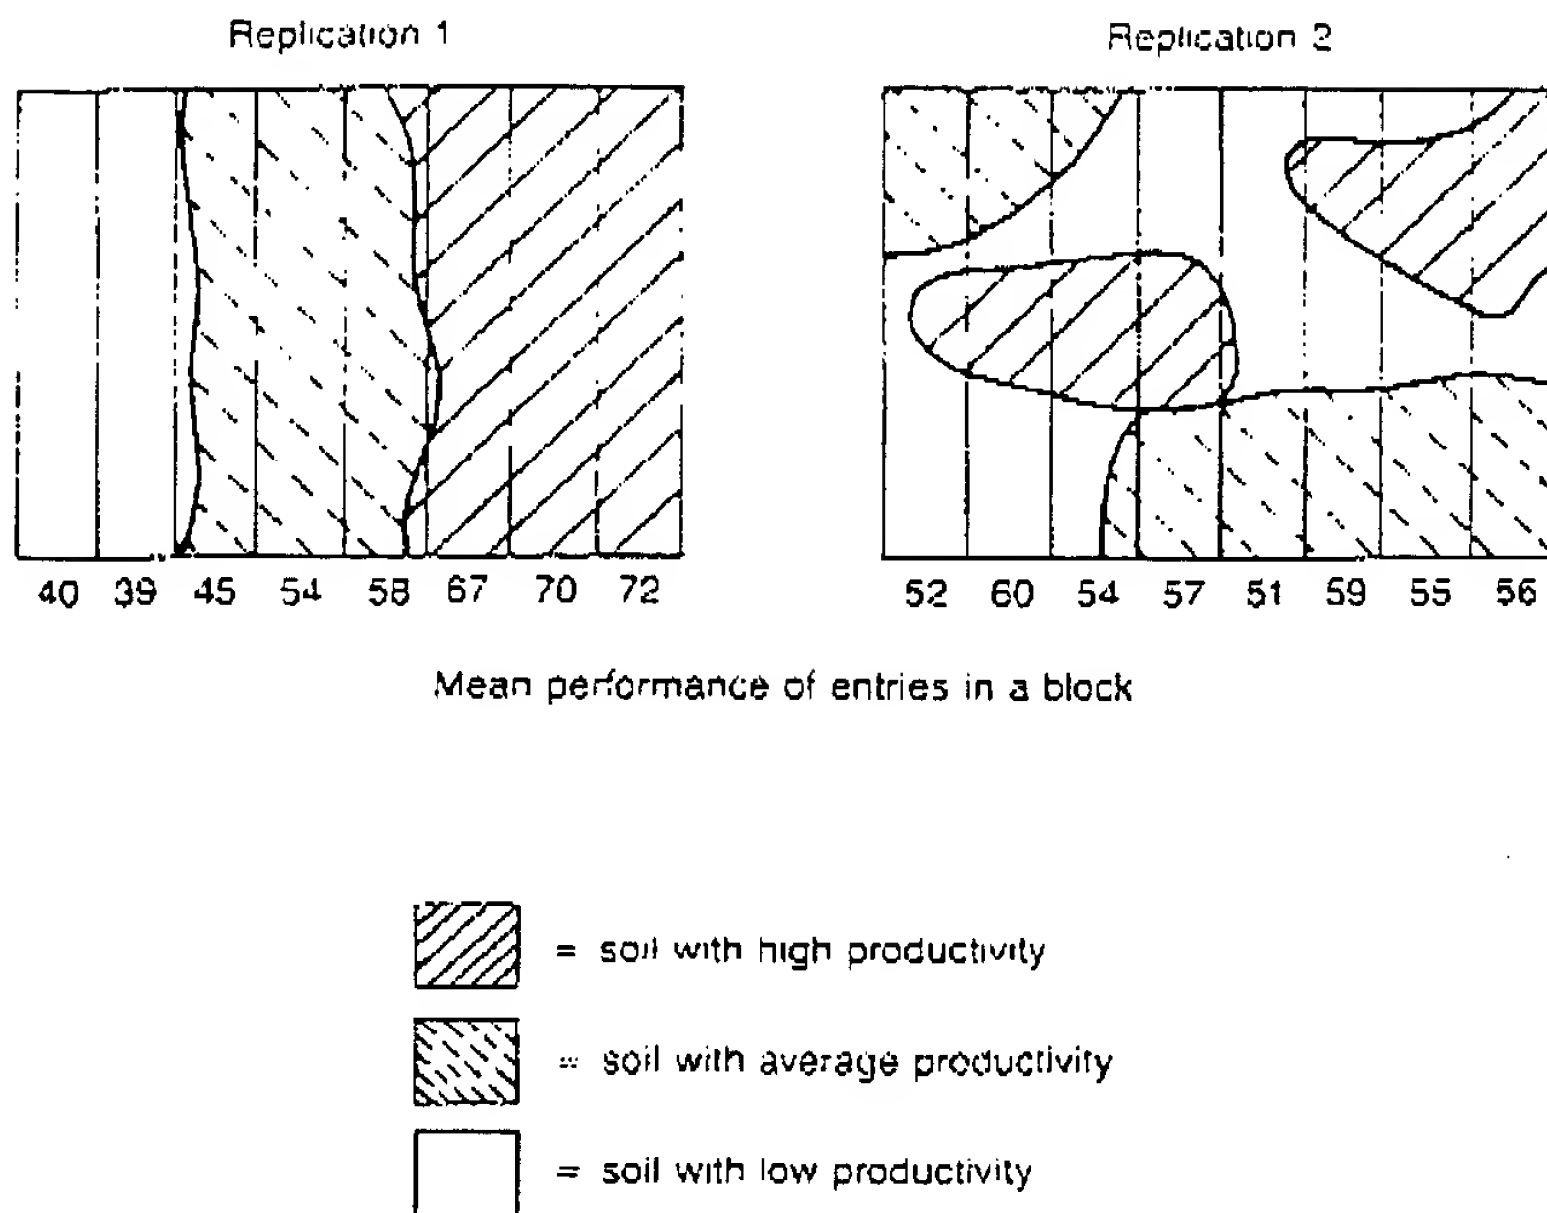 Replication 1 Replication 2
40 39 45 54 58 67 70 72 52 60 54 57 51 59 55 56
Mean performance of entries in a block
= soil with high productivity
= soil with average productivity
= soil with low productivity